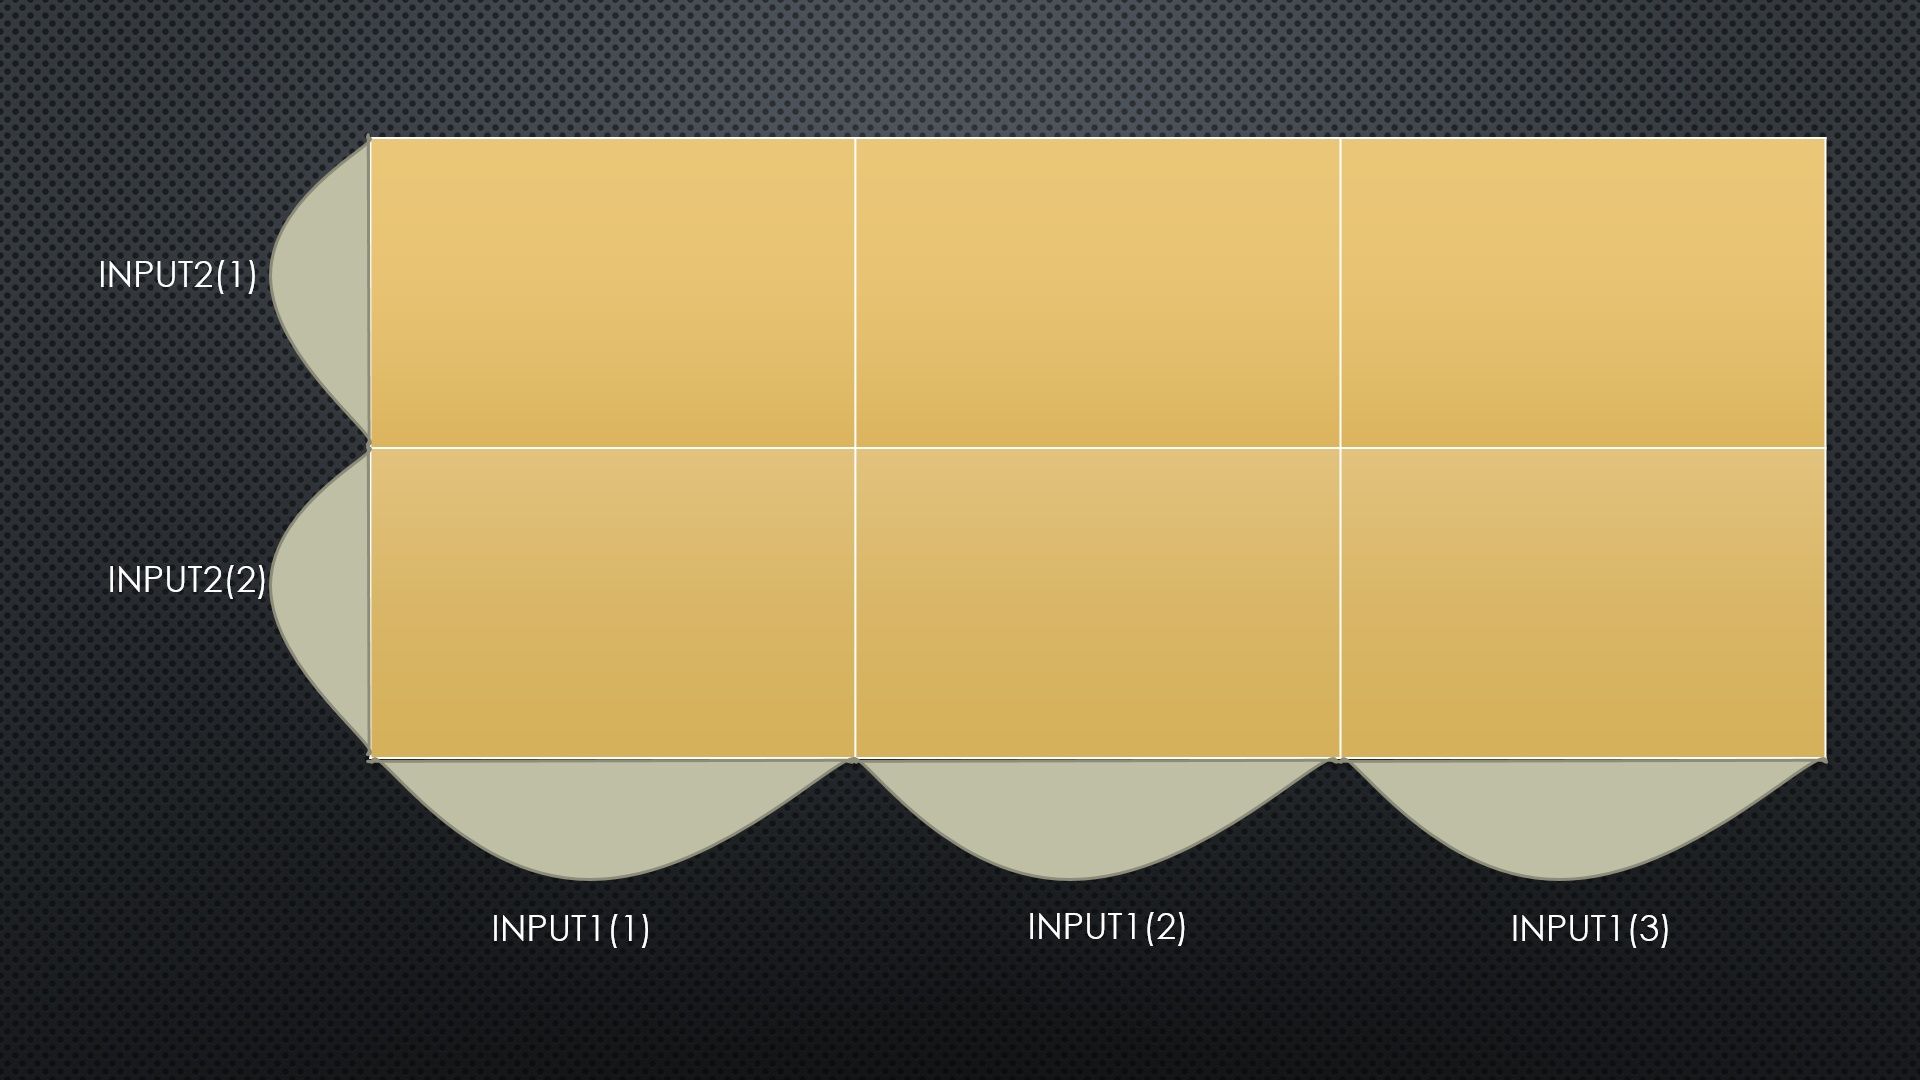 INPUT2(1)
INPUT2(2)
INPUT1(1)
INPUT1(2)
INPUT1(3)